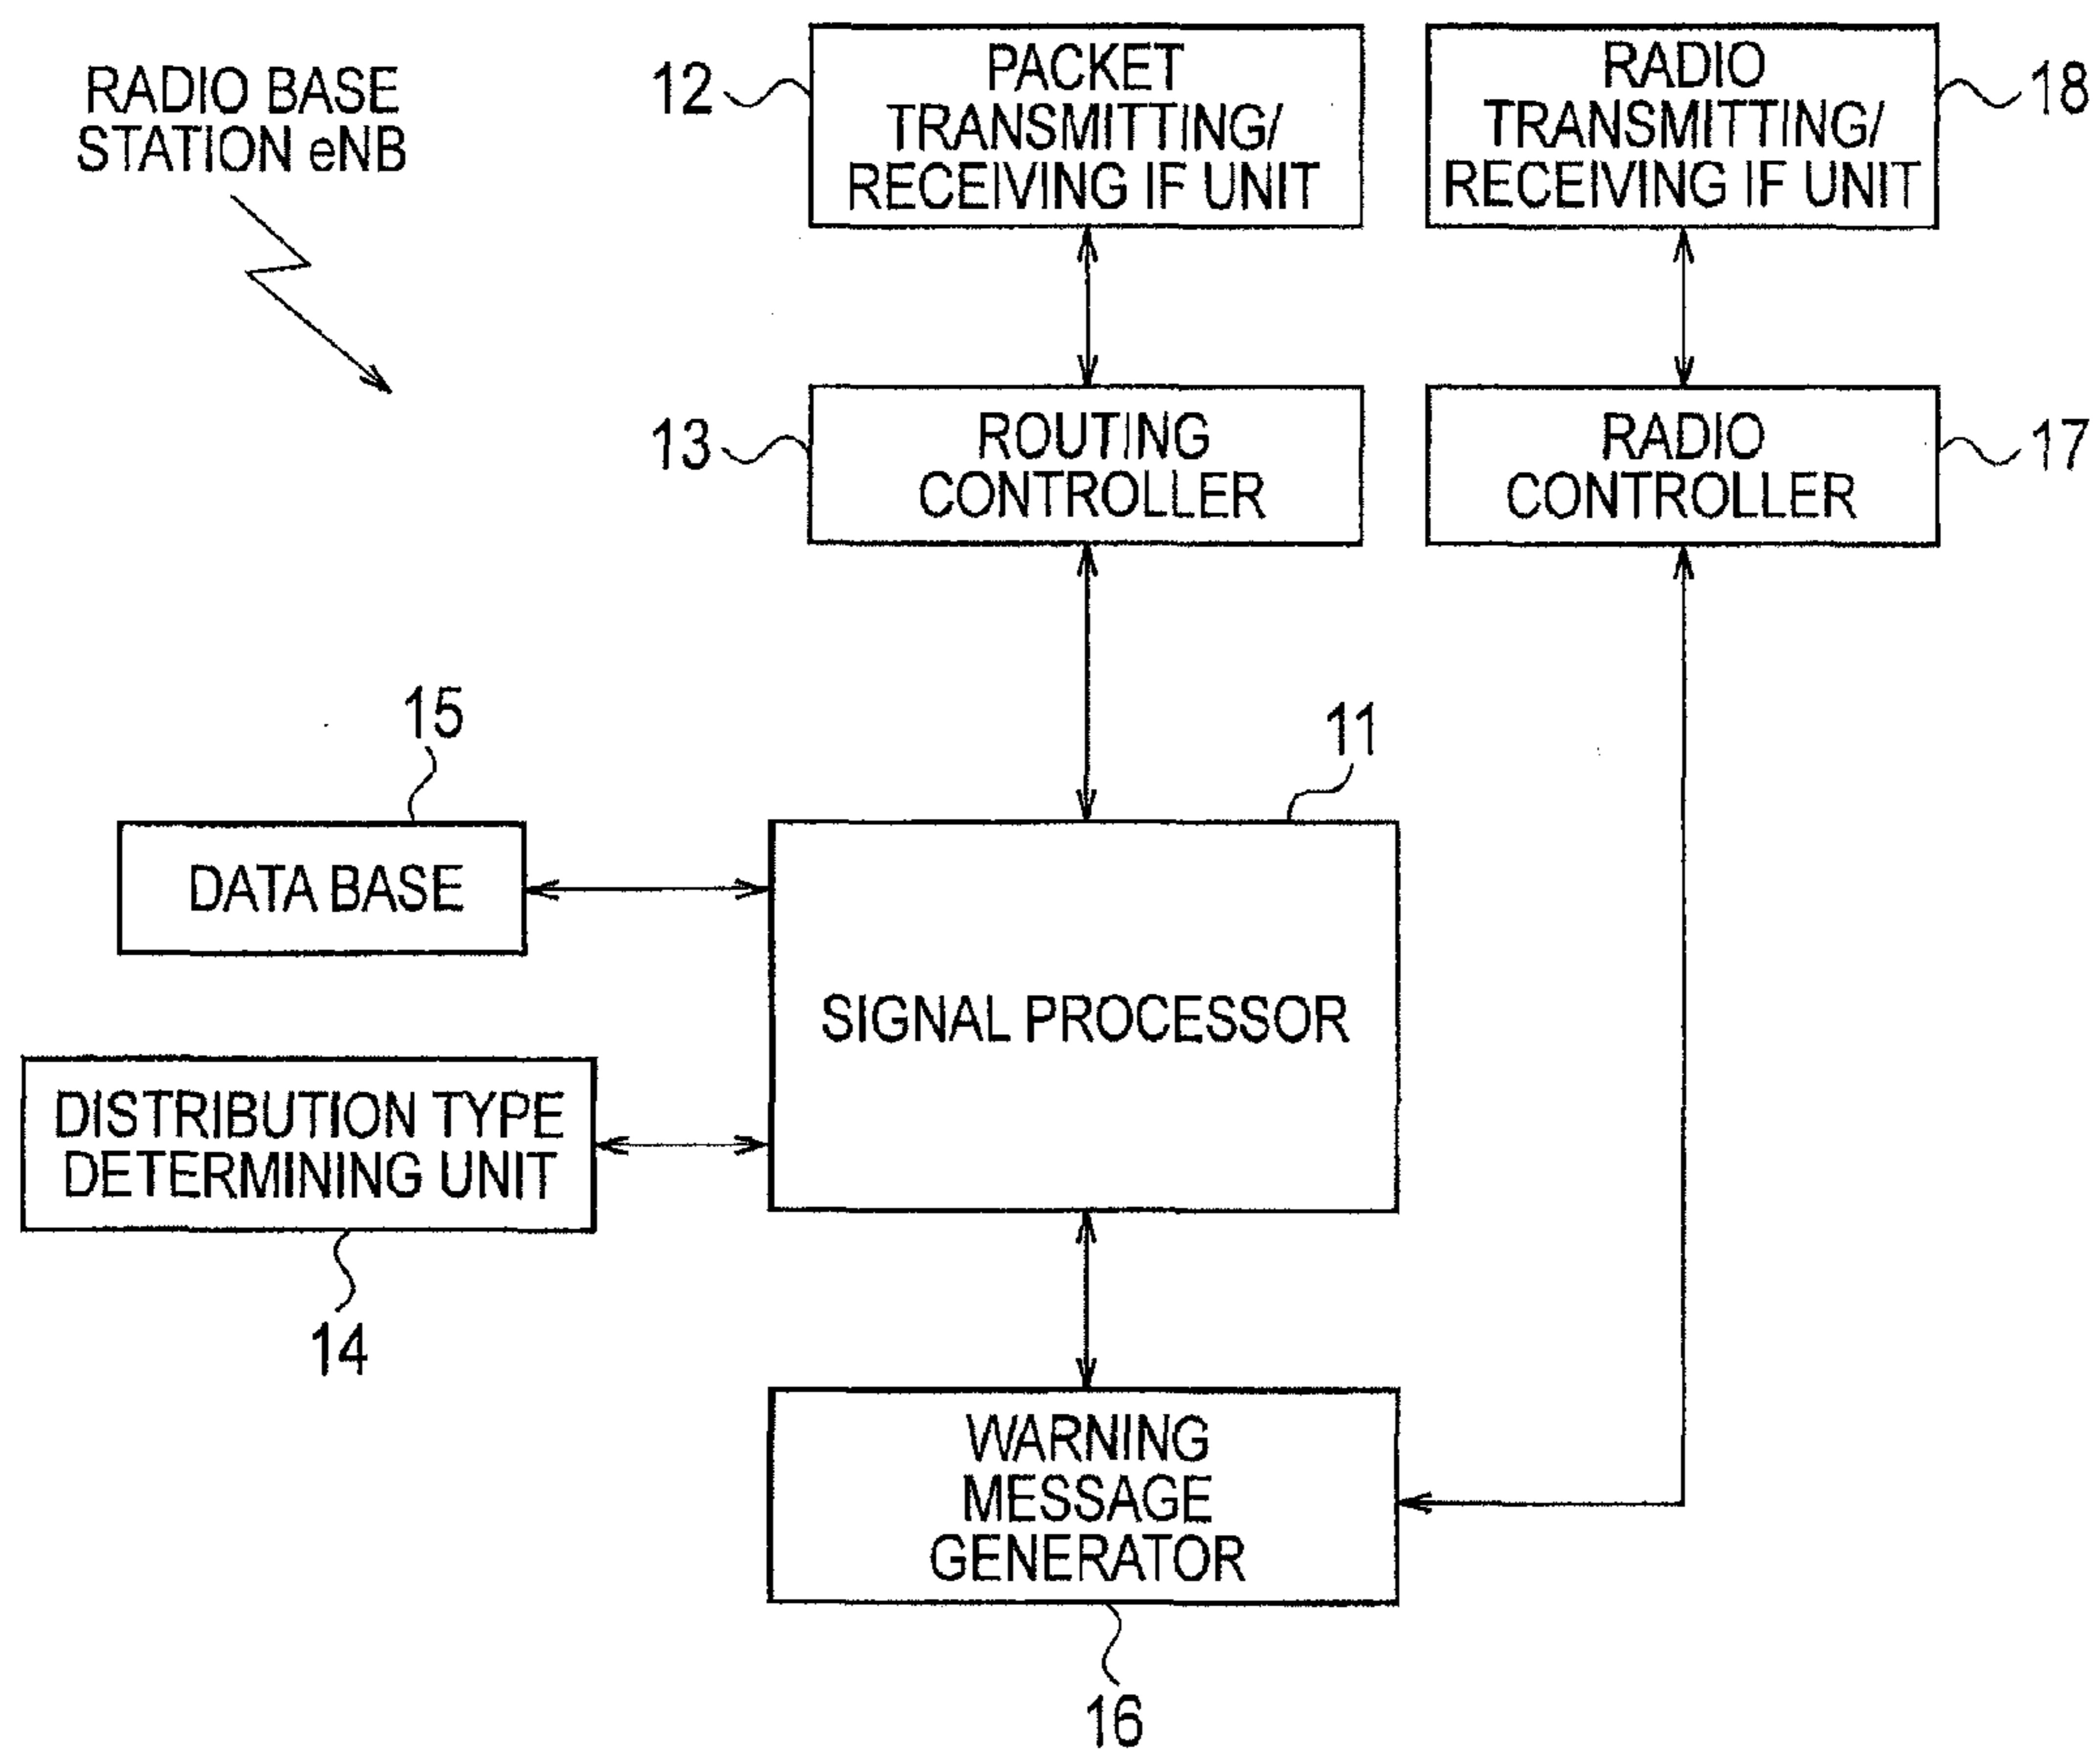 RADIO BASE
STATION eNB
12
PACKET
TRANSMITTING/
RECEIVING IF UNIT
RADIO
TRANSMITTING/
RECEIVING IF UNIT
18
13
ROUTING
CONTROLLER
RADIO
CONTROLLER
17
15
11
DATA BASE
SIGNAL PROCESSOR
DISTRIBUTION TYPE
DETERMINING UNIT
14
WARNING
MESSAGE
GENERATOR
16